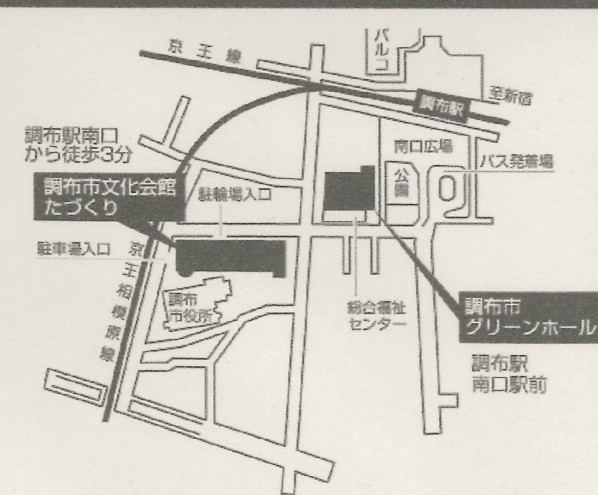 パルコ
京王線
至新宿
調布駅
調布駅南口
から徒歩3分
南口広場
バス発着場
公園
調布市文化会館
たづくり
駐輪場入口
駐車場入口
京王相模原線
調布
市役所
総合福祉
センター
調布市
グリーンホール
調布駅
南口駅前